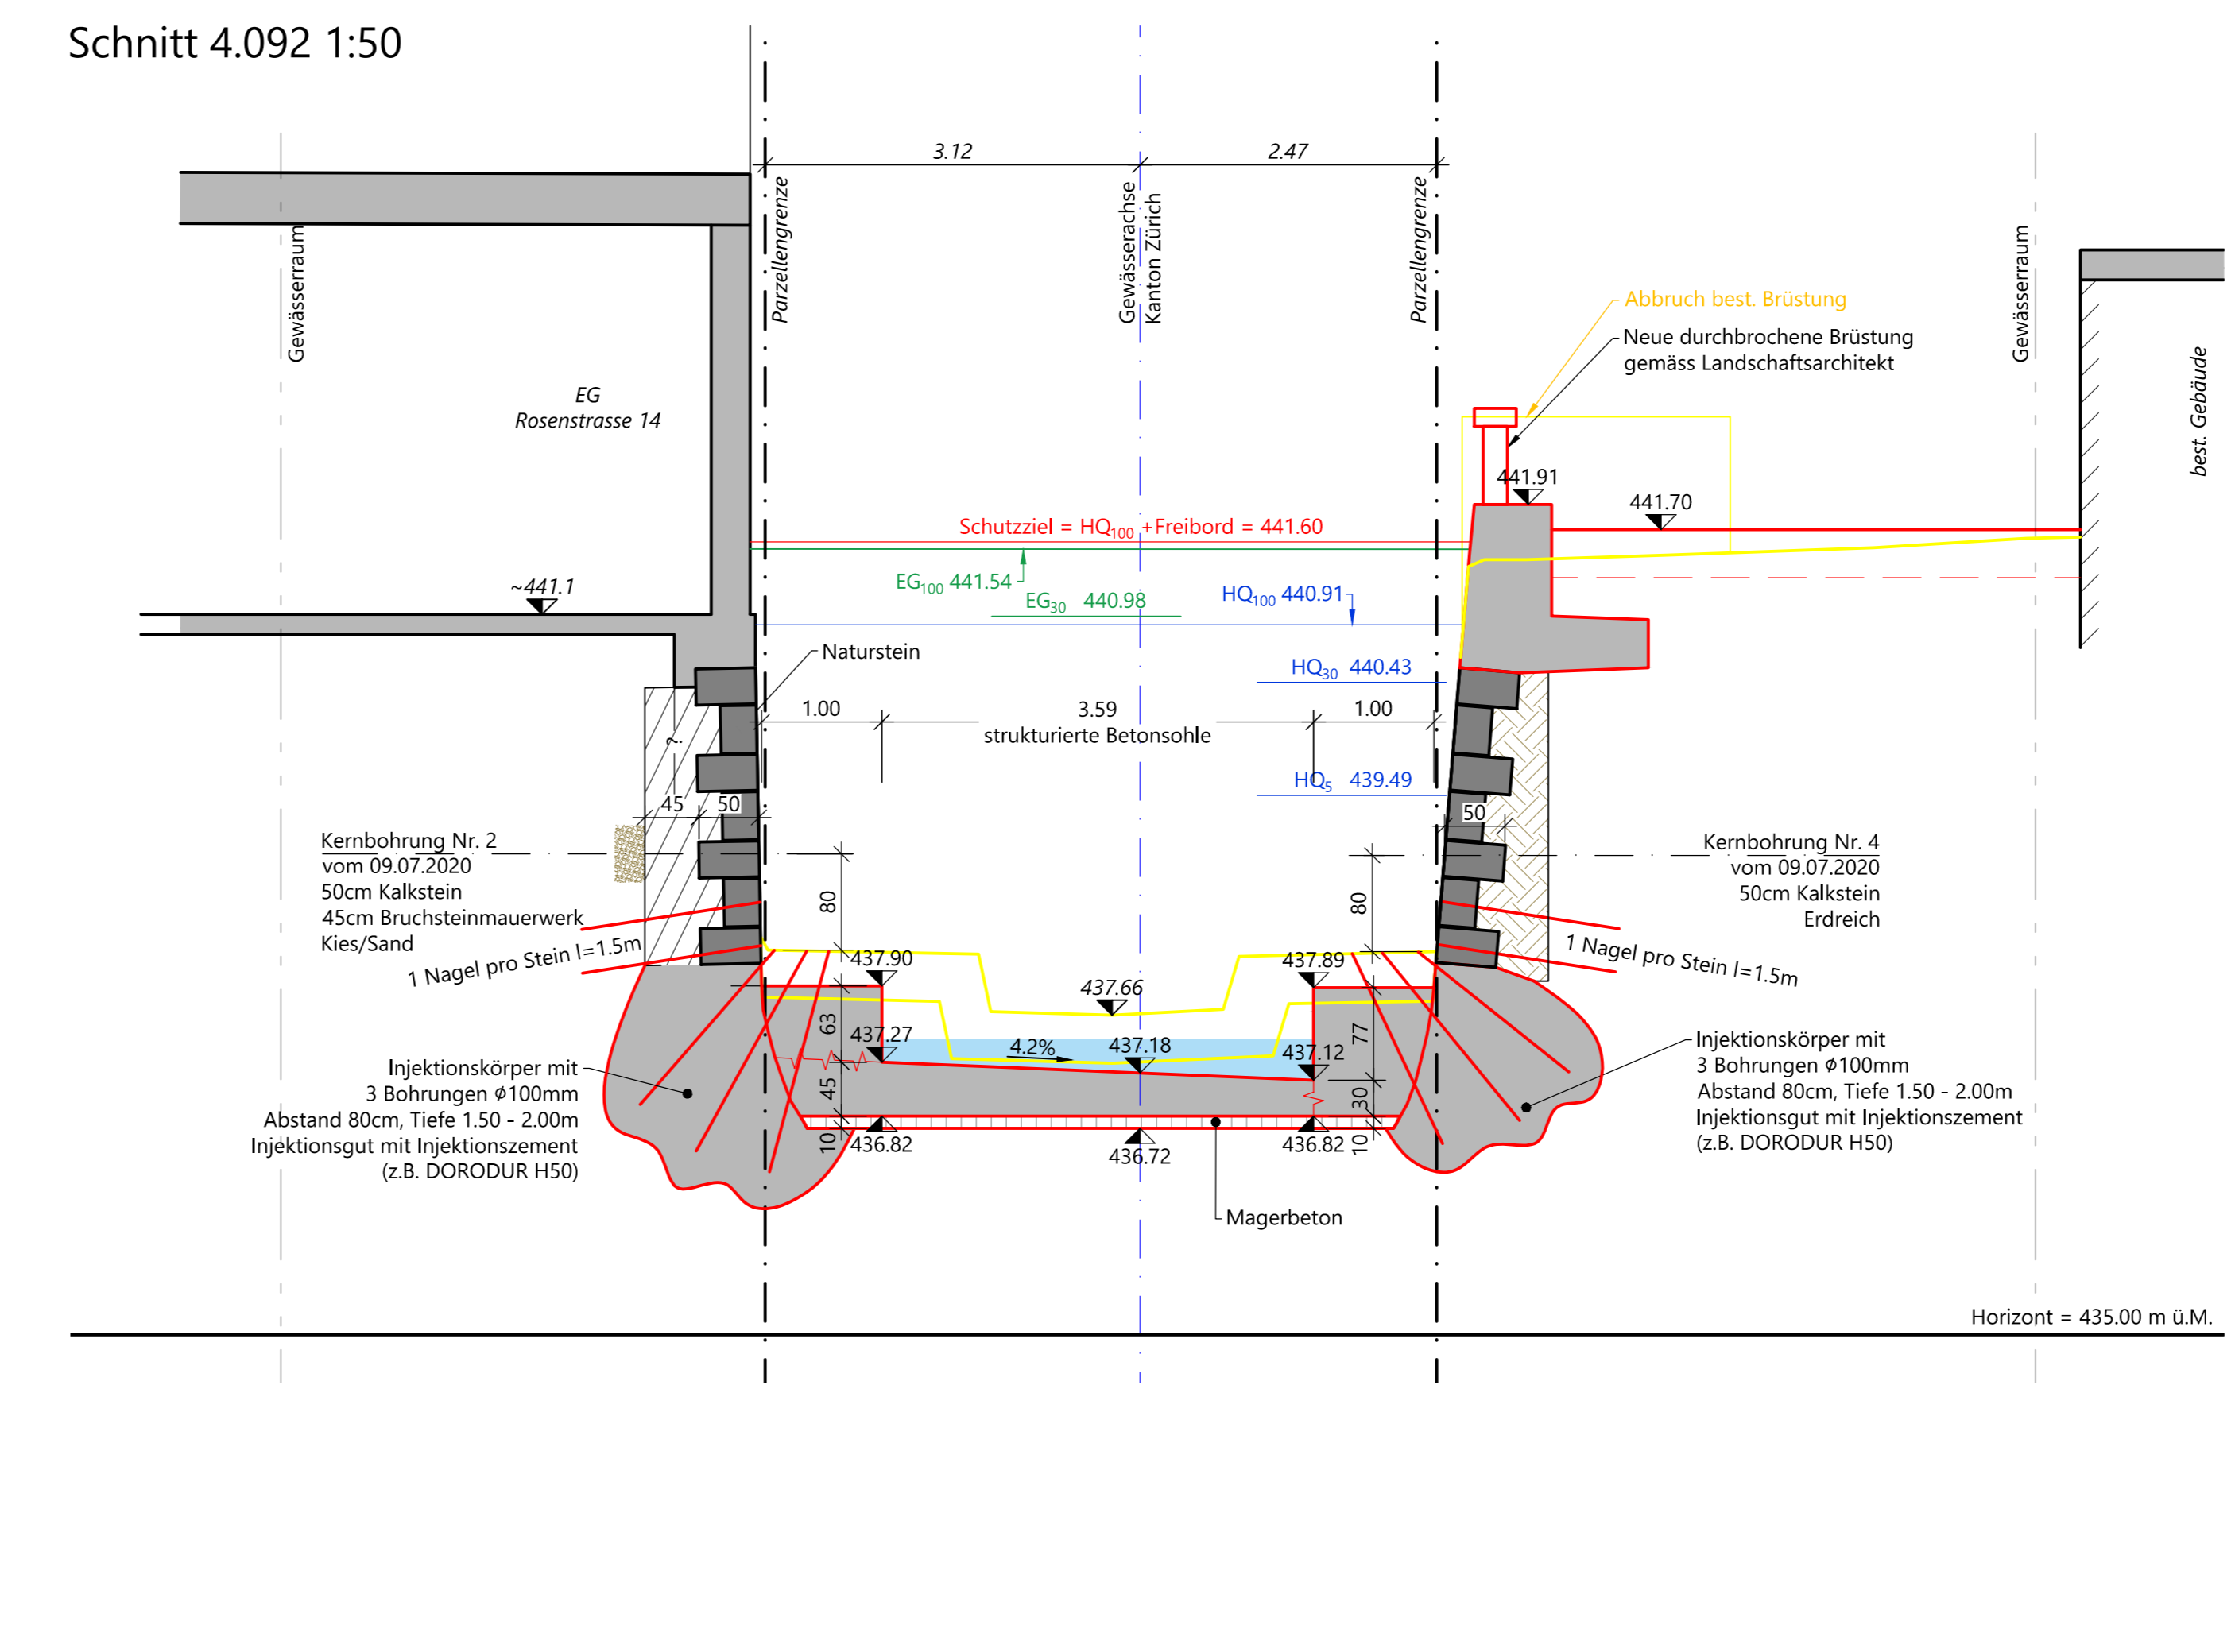 Schnitt 4.092 1:50
3.12
2.47
Parzellengrenze
Gewässerachse
Kanton Zürich
Parzellengrenze
Gewässerraum
Gewässerraum
best. Gebäude
EG
Rosenstrasse 14
Abbruch best. Brüstung
Neue durchbrochene Brüstung
gemäss Landschaftsarchitekt
441.91
441.70
Schutzziel = HQ100 +Freibord = 441.60
EG100 441.54
EG30 440.98
HQ100 440.91
~441.1
Naturstein
HQ30 440.43
1.00
3.59
1.00
strukturierte Betonsohle
?
HQ5 439.49
45
50
50
Kernbohrung Nr. 2
vom 09.07.2020
50cm Kalkstein
45cm Bruchsteinmauerwerk
Kies/Sand
Kernbohrung Nr. 4
vom 09.07.2020
50cm Kalkstein
Erdreich
80
80
1 Nagel pro Stein l=1.5m
1 Nagel pro Stein l=1.5m
437.90
437.66
437.89
63
437.27
4.2%
437.18
437.12
77
45
30
10
436.82
436.72
436.82
10
Injektionskörper mit
3 Bohrungen ø100mm
Abstand 80cm, Tiefe 1.50 - 2.00m
Injektionsgut mit Injektionszement
(z.B. DORODUR H50)
Injektionskörper mit
3 Bohrungen ø100mm
Abstand 80cm, Tiefe 1.50 - 2.00m
Injektionsgut mit Injektionszement
(z.B. DORODUR H50)
Magerbeton
Horizont = 435.00 m ü.M.